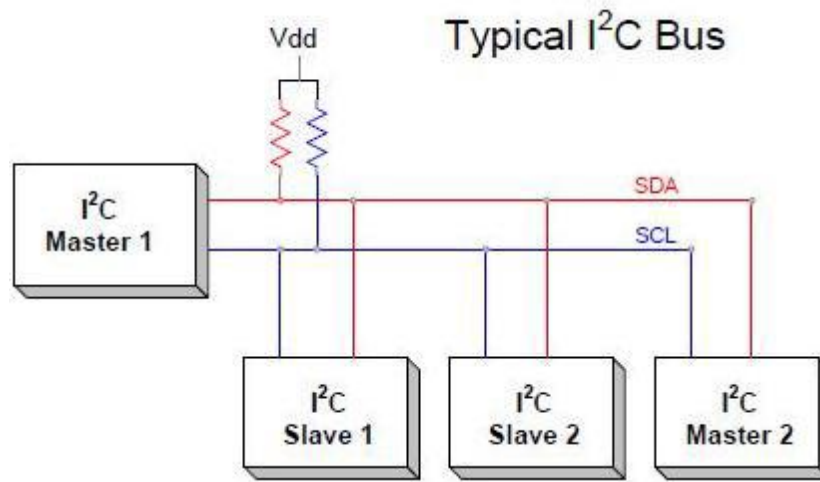 Typical I²C Bus
Vdd
SDA
SCL
I²C
Master 1
I²C
Slave 1
I²C
Slave 2
I²C
Master 2